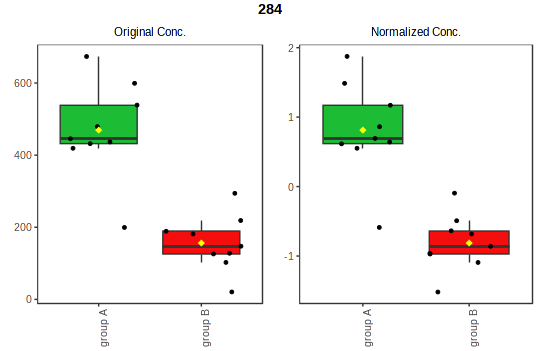 284
Original Conc.
Normalized Conc.
600
400
200
0
group A
group B
2
1
0
-1
group A
group B